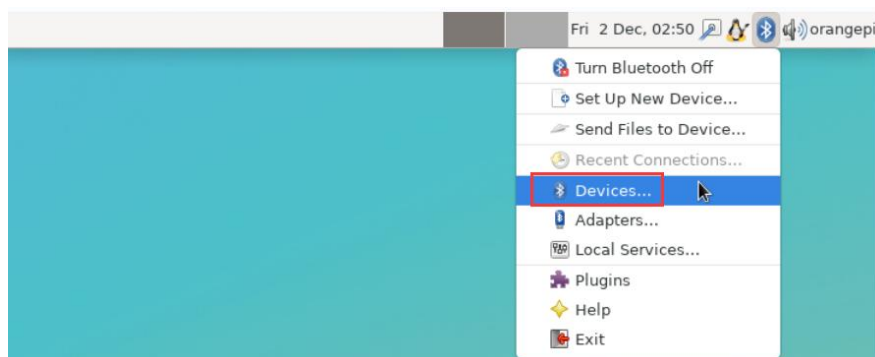 Fri 2 Dec, 02:50 orangepi
Turn Bluetooth Off
Set Up New Device...
Send Files to Device...
Recent Connections...
Devices...
Adapters...
Local Services...
Plugins
Help
Exit